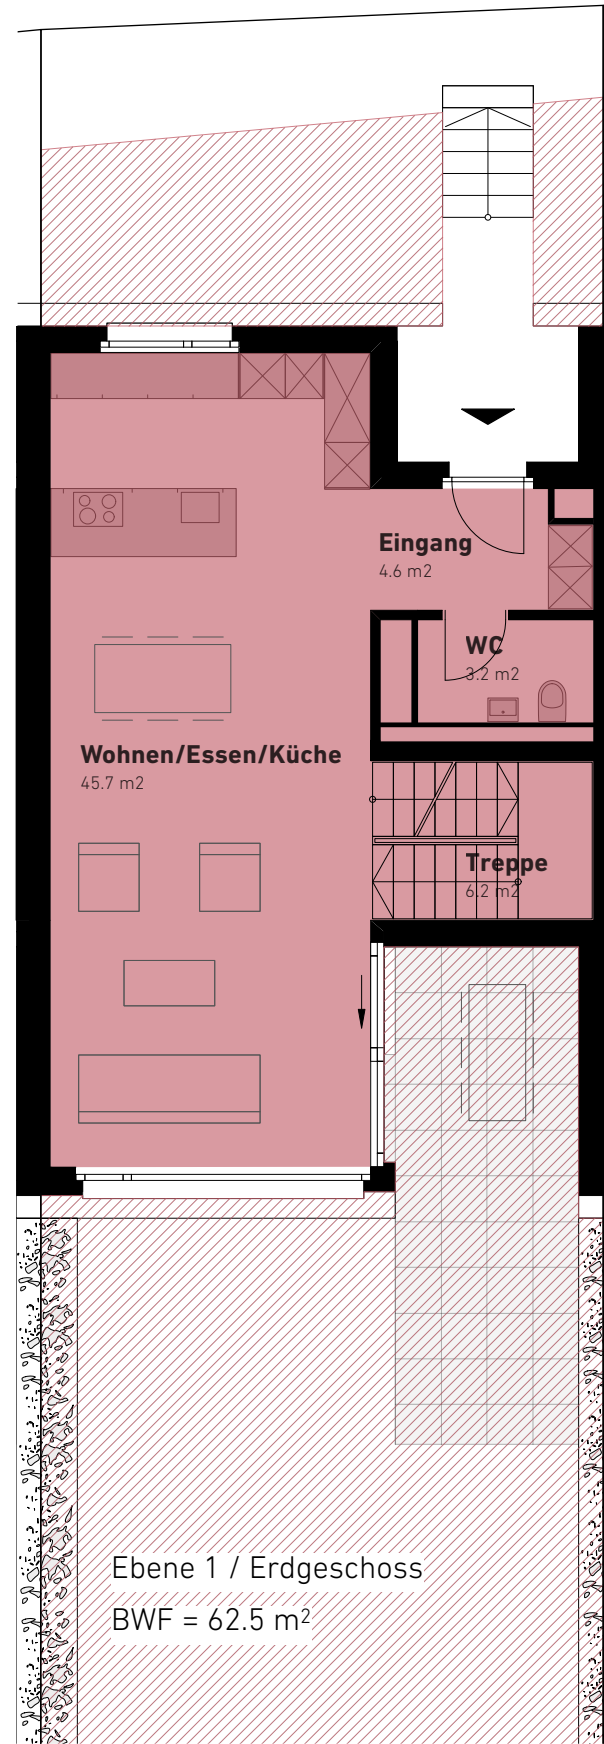 Eingang
4.6 m2
WC
3.2 m2
Wohnen/Essen/Küche
45.7 m2
Treppe
6.2 m2
Ebene 1 / Erdgeschoss
BWF = 62.5 m²